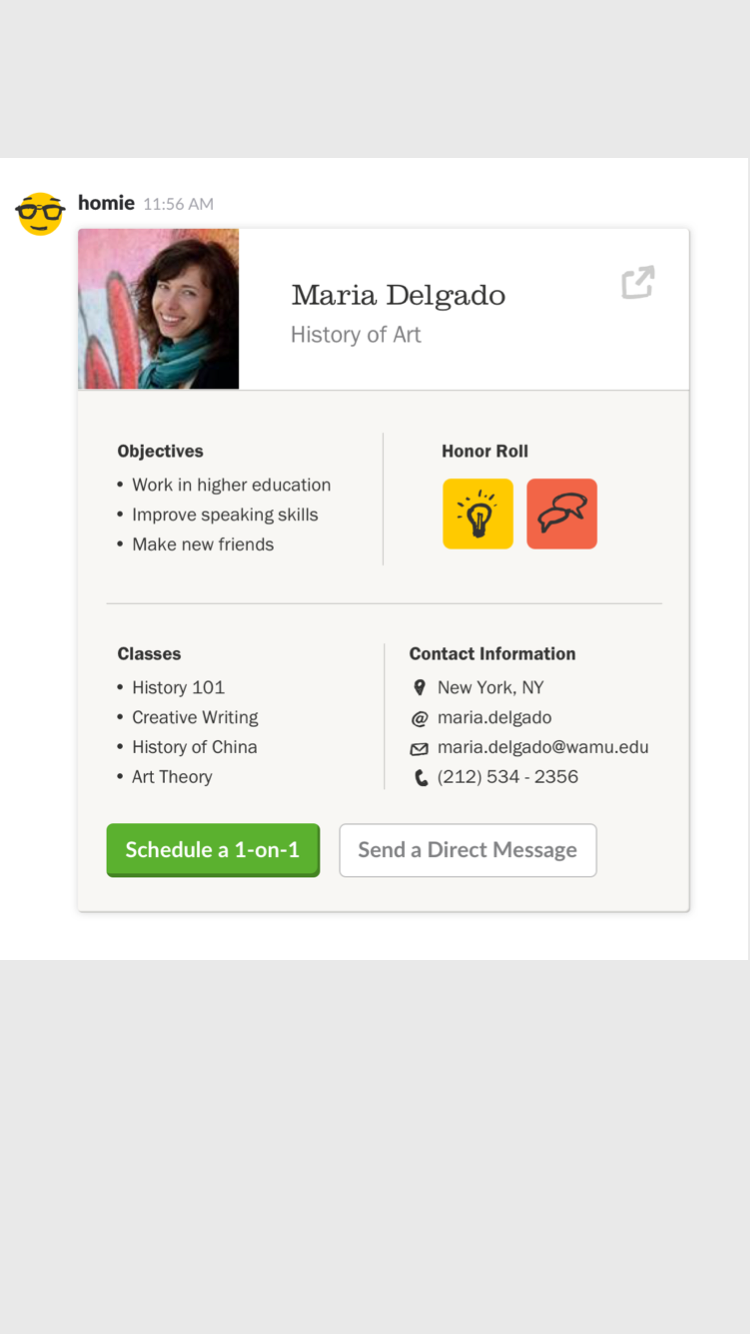 homie 11:56 AM
Maria Delgado
History of Art
Objectives
• Work in higher education
• Improve speaking skills
• Make new friends
Honor Roll
Classes
• History 101
• Creative Writing
• History of China
• Art Theory
Contact Information
New York, NY
@ maria.delgado
maria.delgado@wamu.edu
(212) 534 - 2356
Schedule a 1-on-1
Send a Direct Message